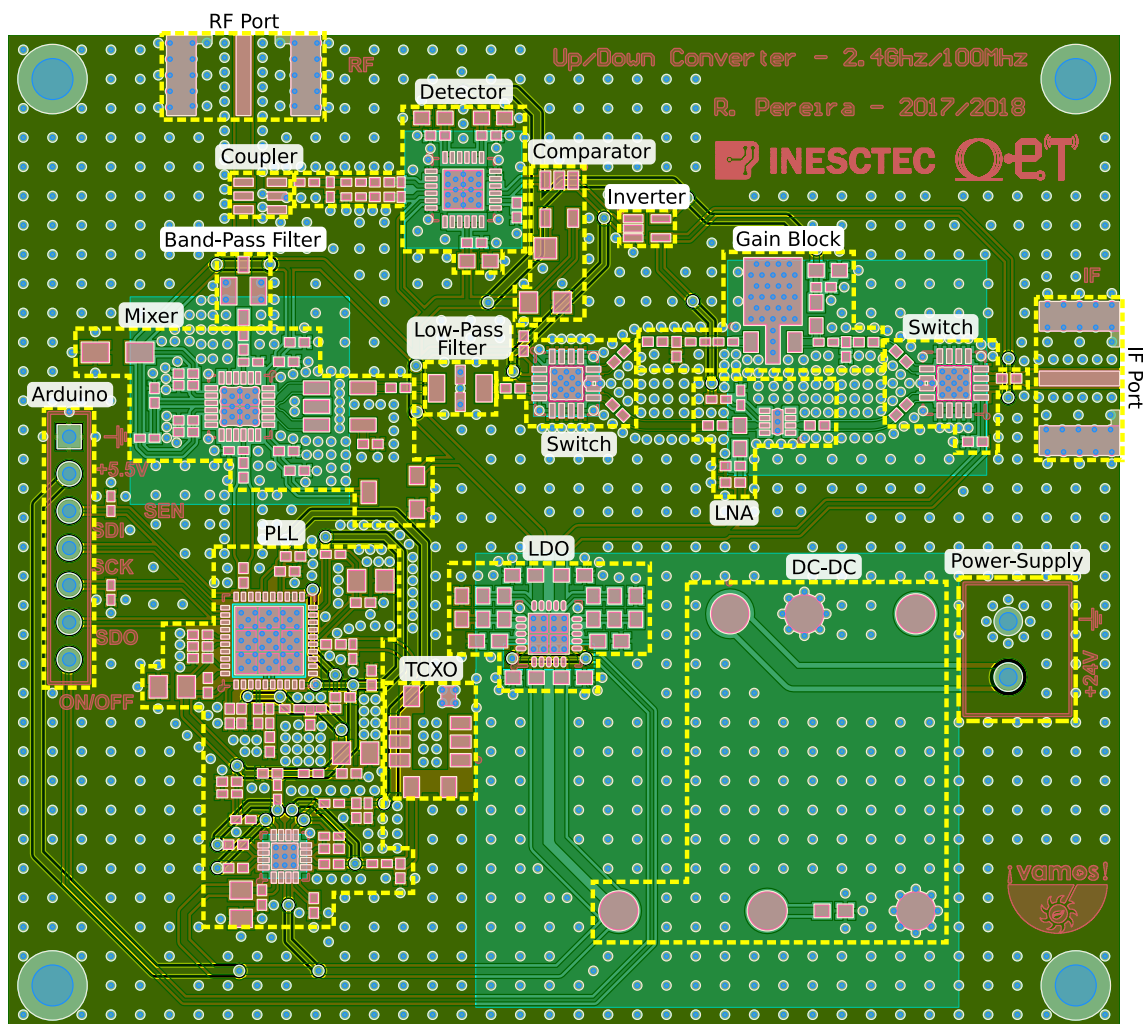 RF Port
RF
Up/Down Converter - 2.4Ghz/100Mhz
Detector
R. Pereira - 2017/2018
Coupler
Comparator
INESCTEC
Inverter
Band-Pass Filter
Gain Block
IF
Mixer
Low-Pass
Filter
Switch
IF Port
Arduino
Switch
+5.5V
SEN
LNA
SDI
PLL
LDO
DC-DC
Power-Supply
SCK
SDO
TCXO
+24V
ON/OFF
¡vamos!